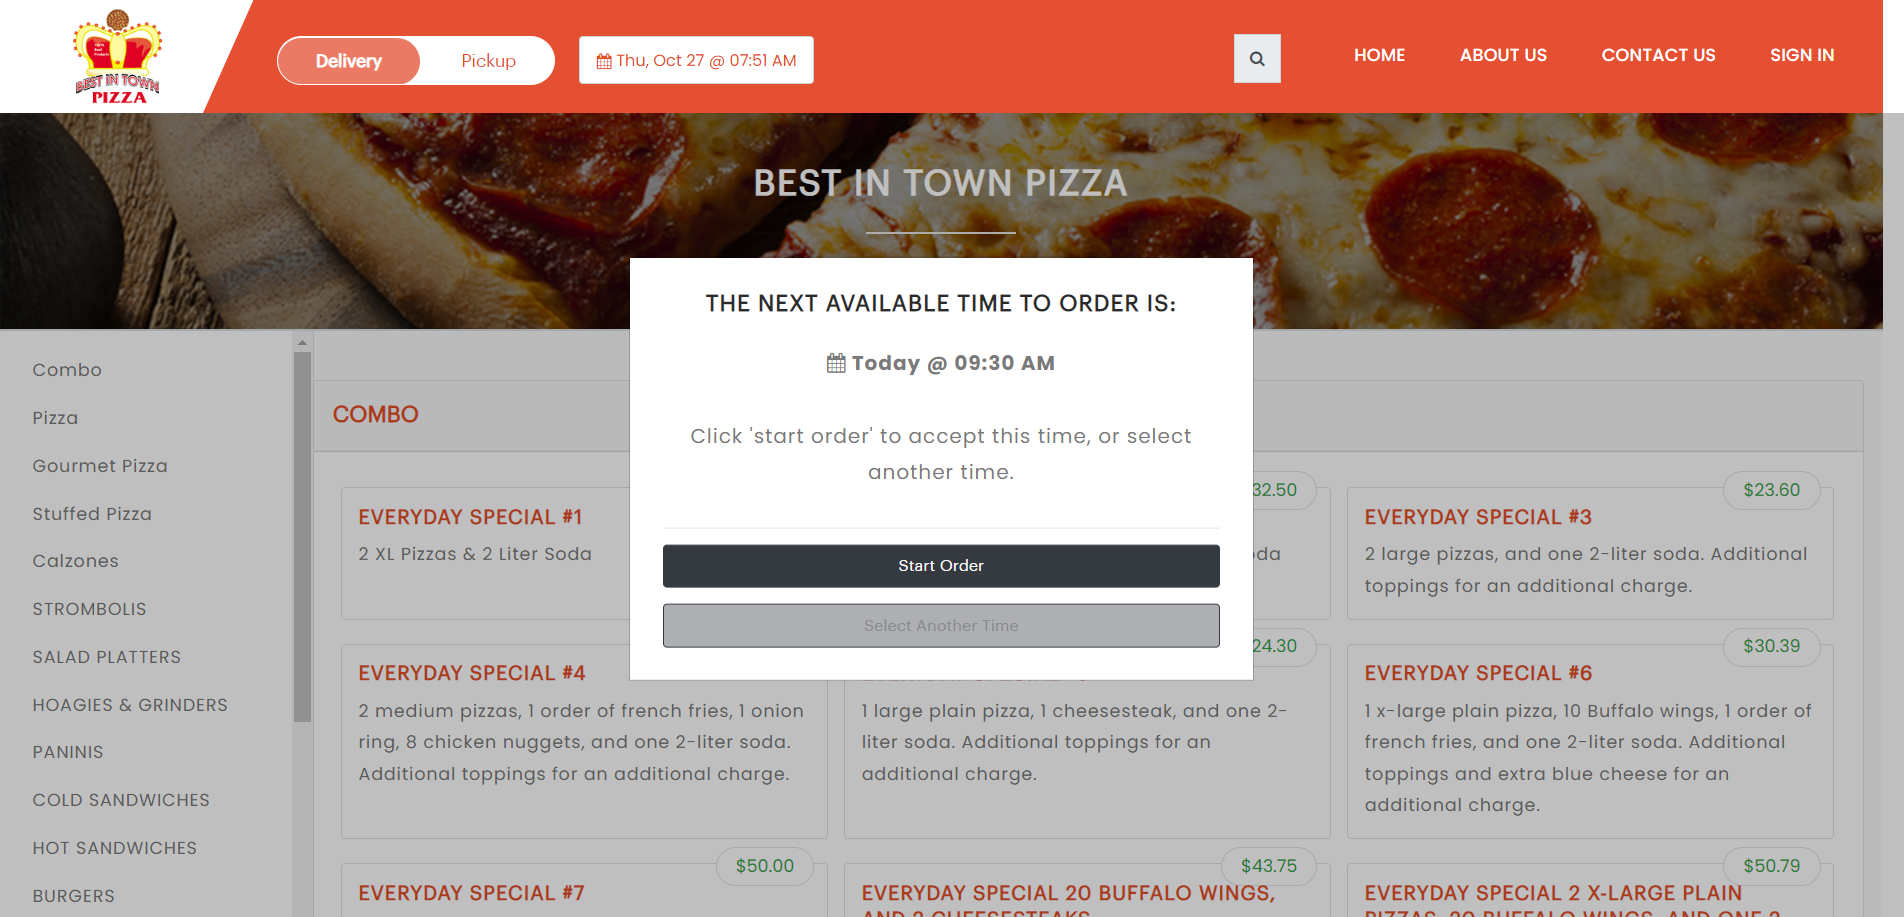 BEST IN TOWN
PIZZA
Delivery
Pickup
Thu, Oct 27 @ 07:51 AM
HOME
ABOUT US
CONTACT US
SIGN IN
BEST IN TOWN PIZZA
THE NEXT AVAILABLE TIME TO ORDER IS:
Today @ 09:30 AM
Click 'start order' to accept this time, or select
another time.
Start Order
Select Another Time
Combo
Pizza
Gourmet Pizza
Stuffed Pizza
Calzones
STROMBOLIS
SALAD PLATTERS
HOAGIES & GRINDERS
PANINIS
COLD SANDWICHES
HOT SANDWICHES
BURGERS
COMBO
EVERYDAY SPECIAL #1
2 XL Pizzas & 2 Liter Soda
32.50
$23.60
EVERYDAY SPECIAL #3
2 large pizzas, and one 2-liter soda. Additional
toppings for an additional charge.
EVERYDAY SPECIAL #4
2 medium pizzas, 1 order of french fries, 1 onion
ring, 8 chicken nuggets, and one 2-liter soda.
Additional toppings for an additional charge.
24.30
1 large plain pizza, 1 cheesesteak, and one 2-
liter soda. Additional toppings for an
additional charge.
$30.39
EVERYDAY SPECIAL #6
1 x-large plain pizza, 10 Buffalo wings, 1 order of
french fries, and one 2-liter soda. Additional
toppings and extra blue cheese for an
additional charge.
$50.00
EVERYDAY SPECIAL #7
$43.75
EVERYDAY SPECIAL 20 BUFFALO WINGS,
AND 2 CHEESESTEAKS
$50.79
EVERYDAY SPECIAL 2 X-LARGE PLAIN
PIZZAS, 20 BUFFALO WINGS, AND ONE 2